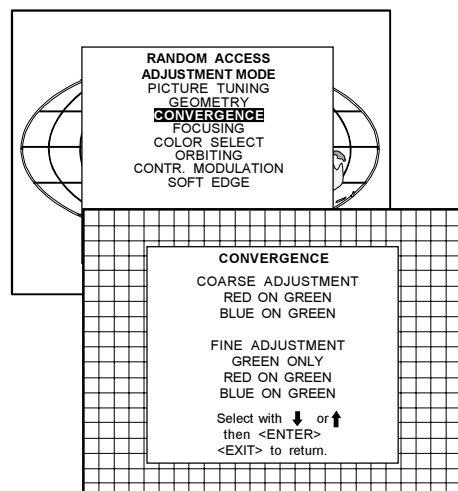 RANDOM ACCESS
ADJUSTMENT MODE
PICTURE TUNING
GEOMETRY
CONVERGENCE
FOCUSING
COLOR SELECT
ORBITING
CONTR. MODULATION
SOFT EDGE
CONVERGENCE
COARSE ADJUSTMENT
RED ON GREEN
BLUE ON GREEN
FINE ADJUSTMENT
GREEN ONLY
RED ON GREEN
BLUE ON GREEN
Select with ⬇ or ⬆
then <ENTER>
<EXIT> to return.